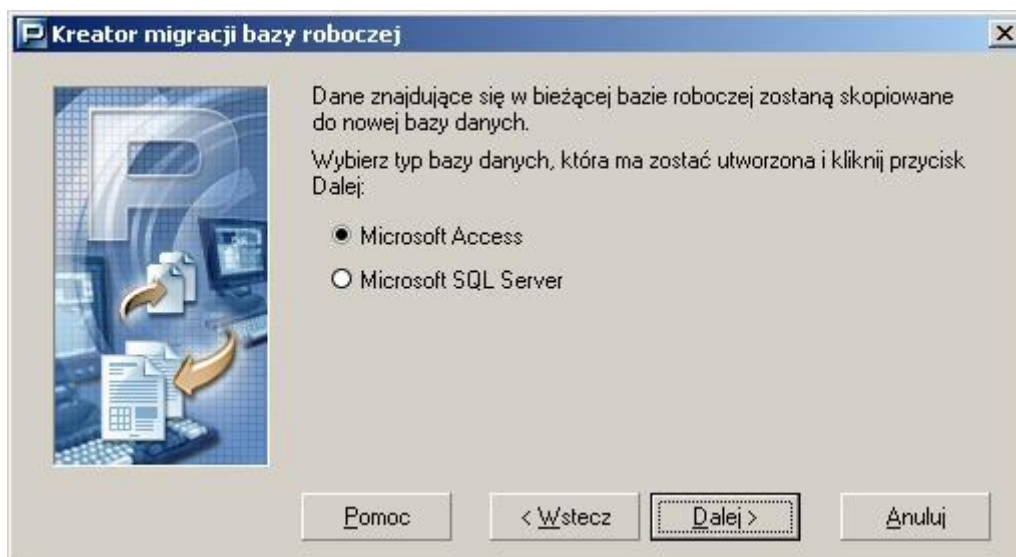 Kreator migracji bazy roboczej
Dane znajdujące się w bieżącej bazie roboczej zostaną skopiowane
do nowej bazy danych.
Wybierz typ bazy danych, która ma zostać utworzona i kliknij przycisk
Dalej:
Microsoft Access
Microsoft SQL Server
Pomoc
< Wstecz
Dalej >
Anuluj